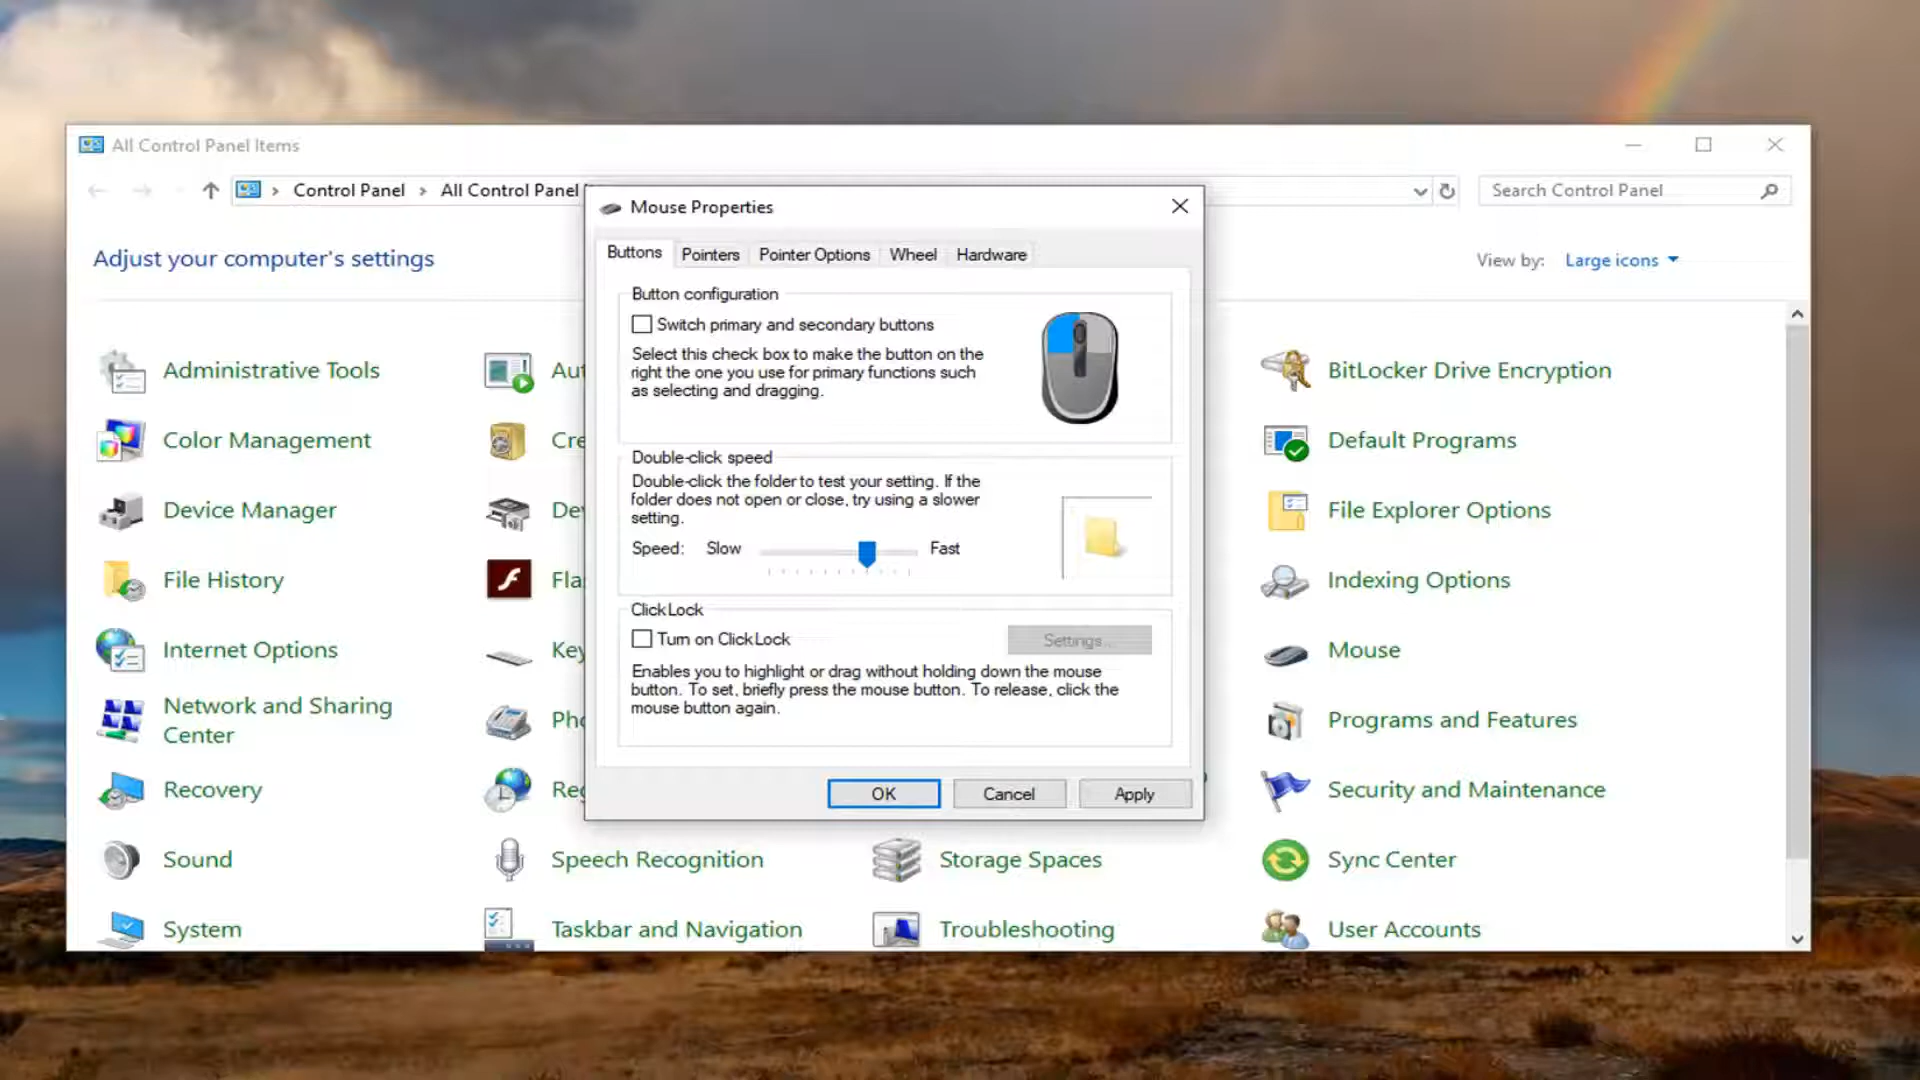 All Control Panel Items
Control Panel
All Control Panel
Search Control Panel
Adjust your computer's settings
View by:
Large icons
Mouse Properties
Buttons
Pointers
Pointer Options
Wheel
Hardware
Button configuration
Switch primary and secondary buttons
Select this check box to make the button on the
right the one you use for primary functions such
as selecting and dragging.
Double-click speed
Double-click the folder to test your setting. If the
folder does not open or close, try using a slower
setting.
Speed:
Slow
Fast
ClickLock
Turn on ClickLock
Settings...
Enables you to highlight or drag without holding down the mouse
button. To set, briefly press the mouse button. To release, click the
mouse button again.
OK
Cancel
Apply
Administrative Tools
BitLocker Drive Encryption
Color Management
Default Programs
Device Manager
File Explorer Options
File History
Indexing Options
Internet Options
Mouse
Network and Sharing
Center
Programs and Features
Recovery
Security and Maintenance
Sound
Speech Recognition
Storage Spaces
Sync Center
System
Taskbar and Navigation
Troubleshooting
User Accounts